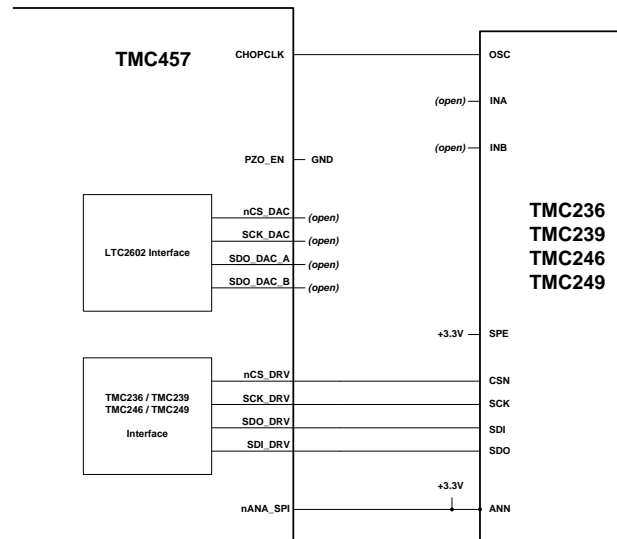 TMC457
CHOPCLK
OSC
(open)
INA
(open)
INB
PZO_EN
GND
TMC236
TMC239
TMC246
TMC249
LTC2602 Interface
nCS_DAC
(open)
SCK_DAC
(open)
SDO_DAC_A
(open)
SDO_DAC_B
(open)
+3.3V
SPE
TMC236 / TMC239
TMC246 / TMC249
Interface
nCS_DRV
CSN
SCK_DRV
SCK
SDO_DRV
SDI
SDI_DRV
SDO
+3.3V
nANA_SPI
ANN